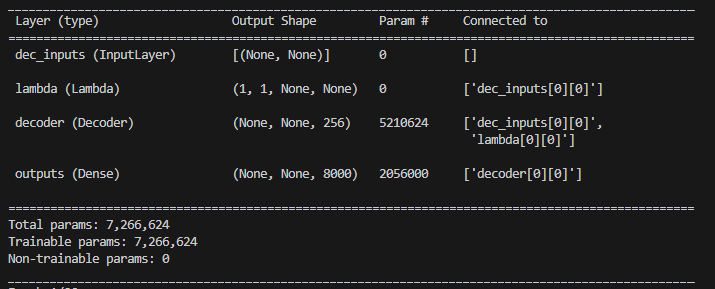 Layer (type) Output Shape Param # Connected to
dec_inputs (InputLayer) [(None, None)] 0 []
lambda (Lambda) (1, 1, None, None) 0 ['dec_inputs[0][0]']
decoder (Decoder) (None, None, 256) 5210624 ['dec_inputs[0][0]',
'lambda[0][0]']
outputs (Dense) (None, None, 8000) 2056000 ['decoder[0][0]']
Total params: 7,266,624
Trainable params: 7,266,624
Non-trainable params: 0